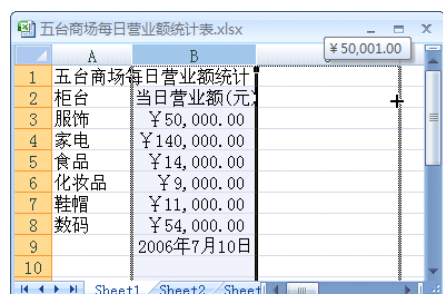 五台商场每日营业额统计表.xlsx
￥50,001.00
A B
1 五台商场每日营业额统计
2 柜台 当日营业额(元)
3 服饰 ￥50,000.00
4 家电 ￥140,000.00
5 食品 ￥14,000.00
6 化妆品 ￥9,000.00
7 鞋帽 ￥11,000.00
8 数码 ￥54,000.00
9 2006年7月10日
10
Sheet1 Sheet2 Sheet